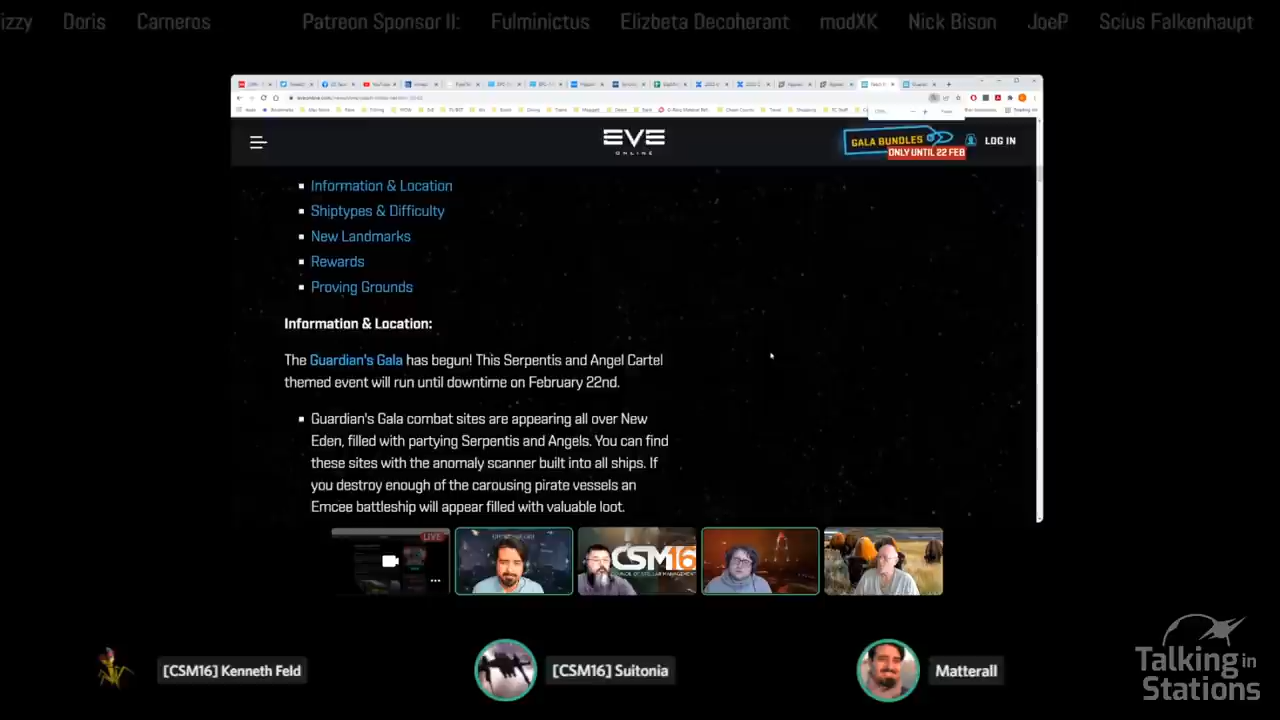 izzy Doris Cameros Patreon Sponsor II: Fulminictus Elizbeta Decoherant modXK Nick Bison JoeP Scius Falkenhaupt
EVE
ONLINE
GALA BUNDLES
ONLY UNTIL 22 FEB
LOG IN
Information & Location
Shiptypes & Difficulty
New Landmarks
Rewards
Proving Grounds
Information & Location:
The Guardian's Gala has begun! This Serpentis and Angel Cartel
themed event will run until downtime on February 22nd.
Guardian's Gala combat sites are appearing all over New
Eden, filled with partying Serpentis and Angels. You can find
these sites with the anomaly scanner built into all ships. If
you destroy enough of the carousing pirate vessels an
Emcee battleship will appear filled with valuable loot.
LIVE
CSM16
[CSM16] Kenneth Feld
[CSM16] Suitonia
Matterall
Talking in
Stations